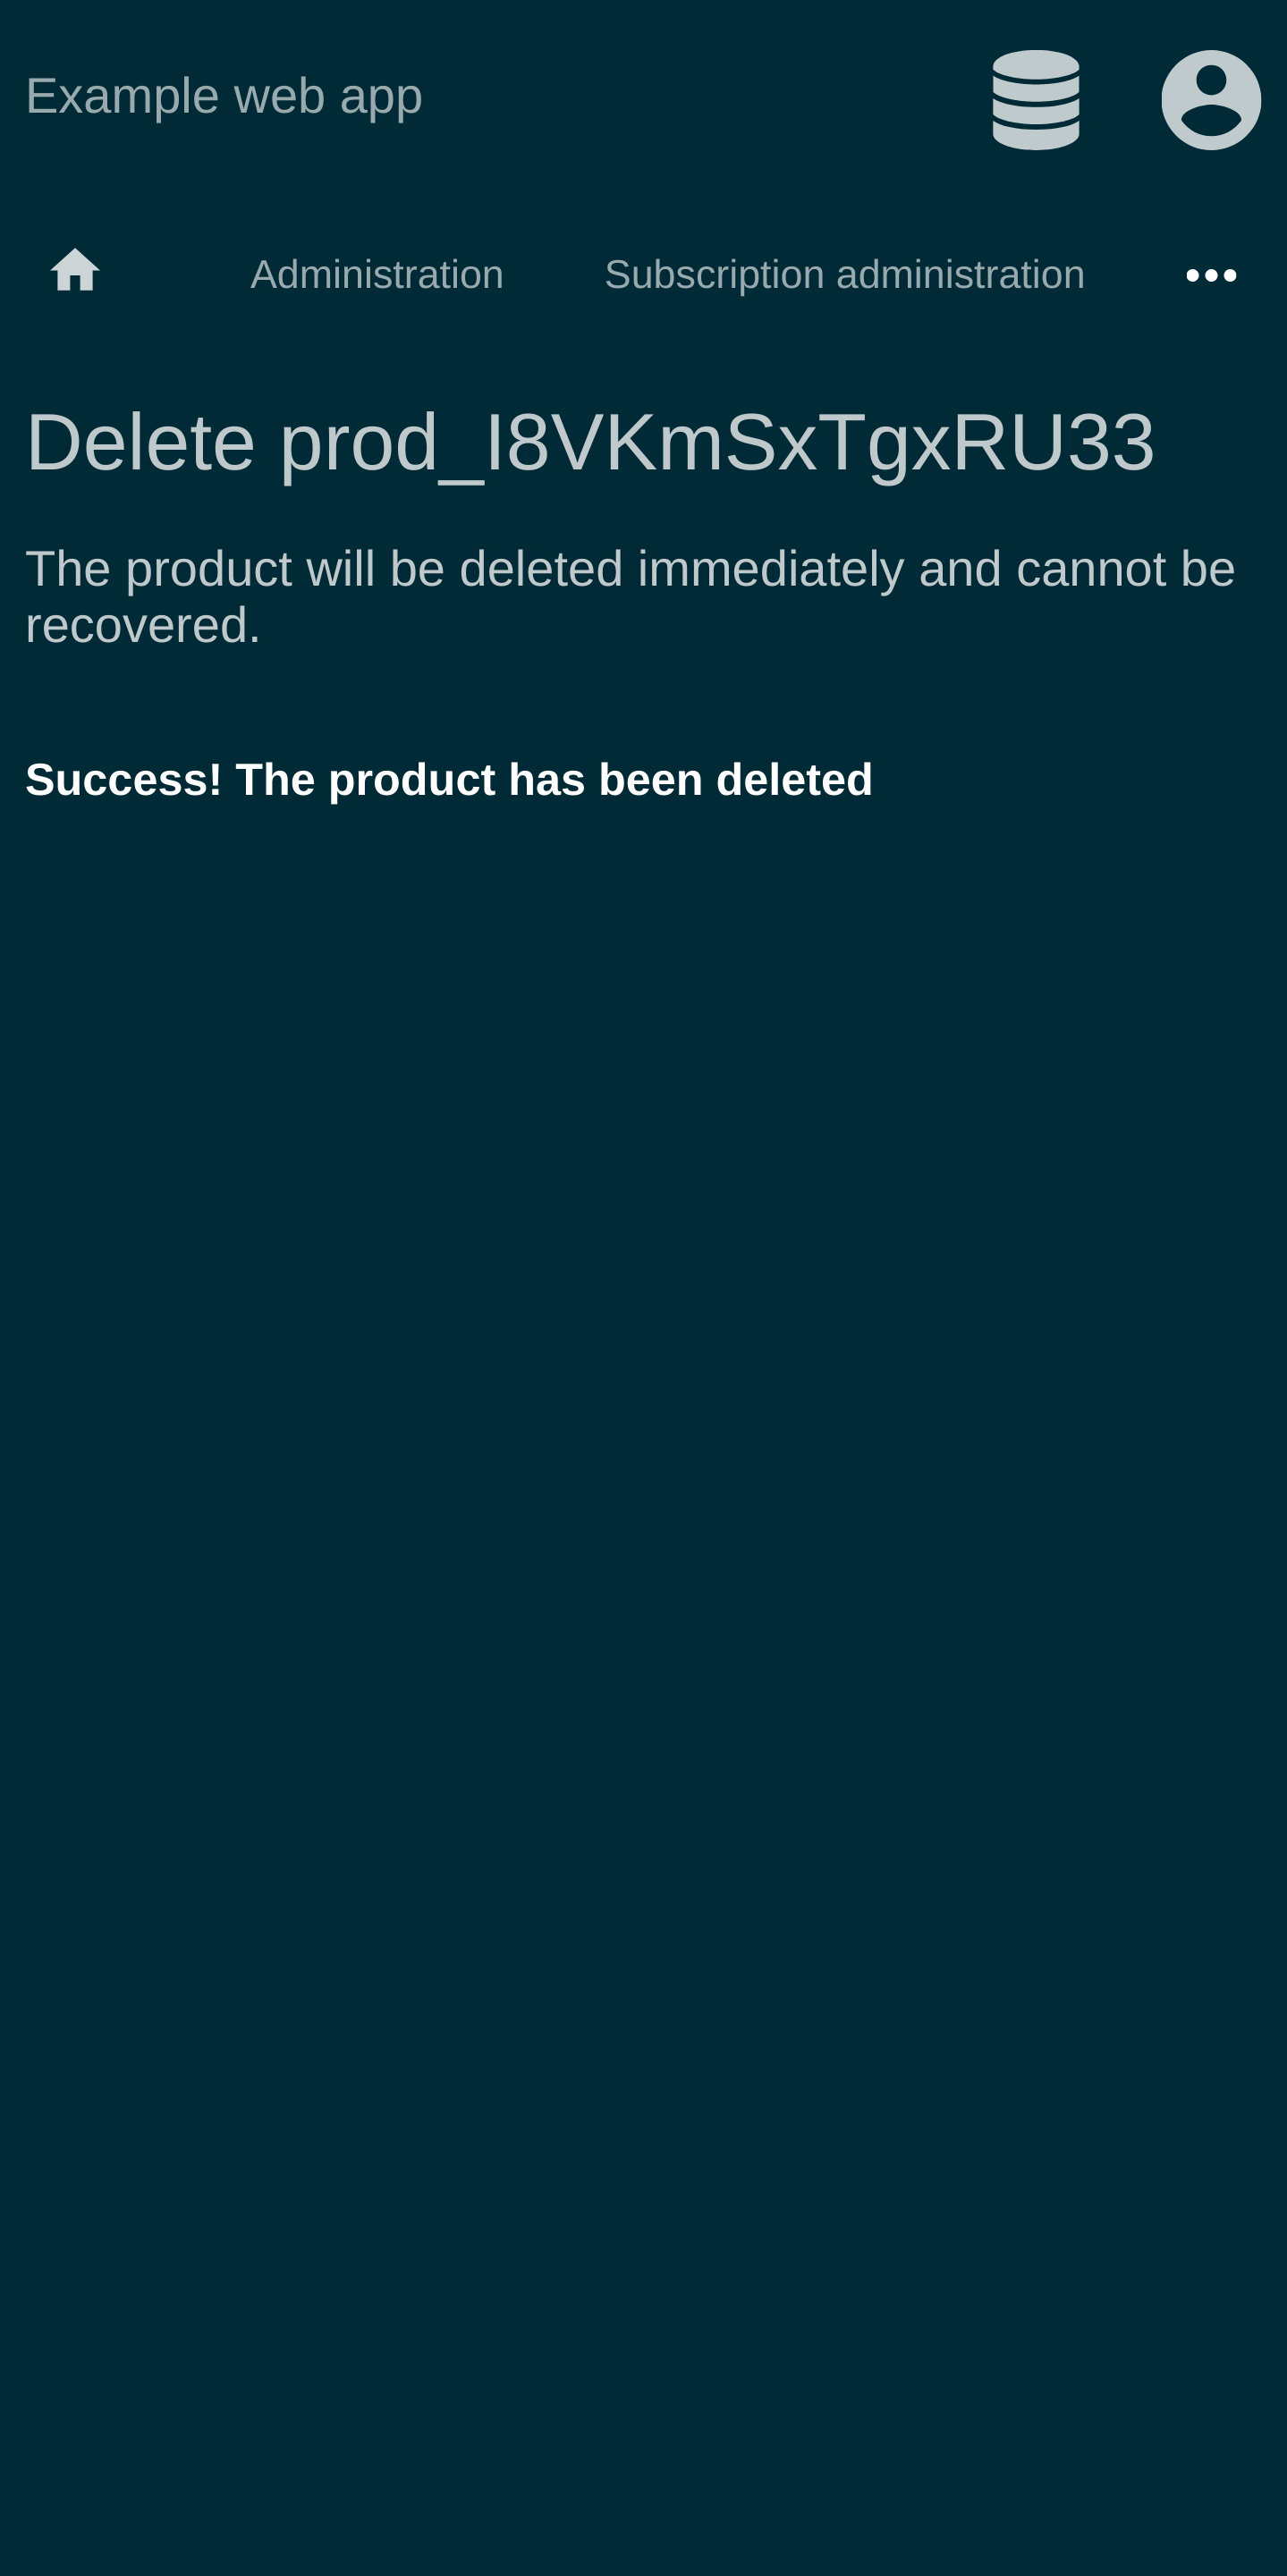 Example web app
Administration Subscription administration
Delete prod_I8VKmSxTgxRU33
The product will be deleted immediately and cannot be
recovered.
Success! The product has been deleted